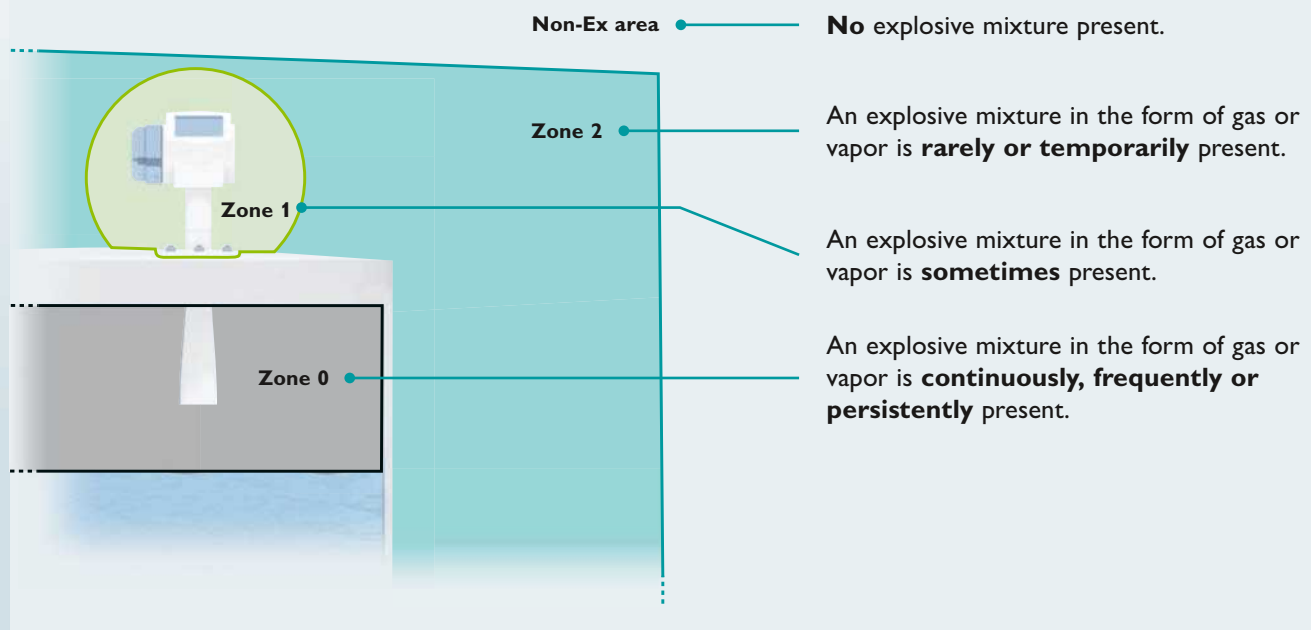 Non-Ex area
No explosive mixture present.
Zone 2
An explosive mixture in the form of gas or
vapor is rarely or temporarily present.
Zone 1
An explosive mixture in the form of gas or
vapor is sometimes present.
Zone 0
An explosive mixture in the form of gas or
vapor is continuously, frequently or
persistently present.